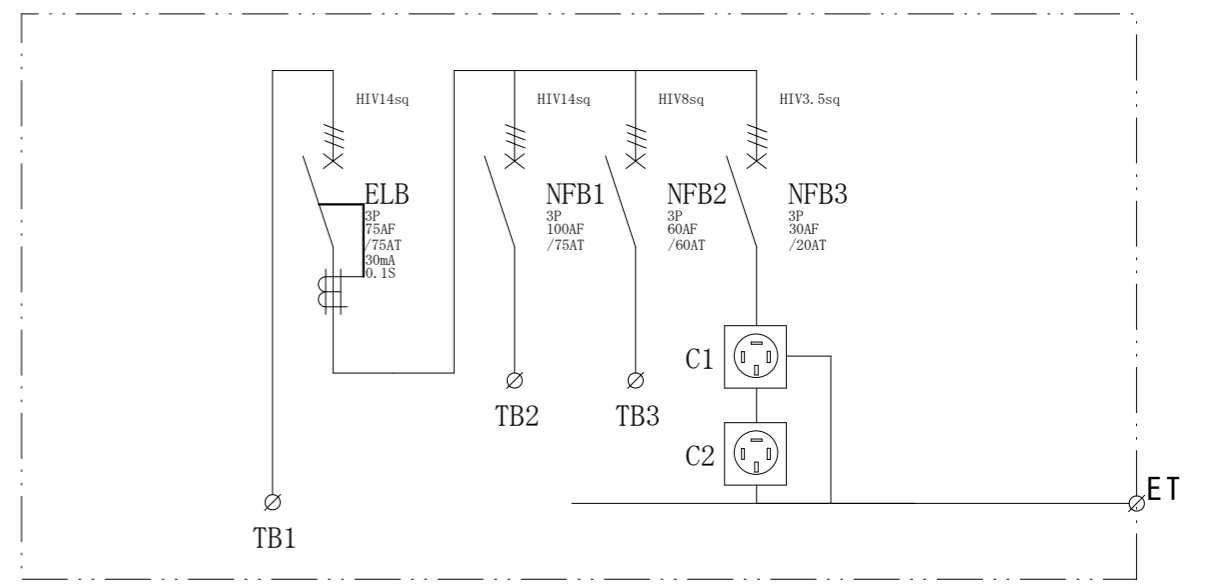 HIV14sq
HIV14sq
HIV8sq
HIV3.5sq
ELB
3P
75AF
/75AT
30mA
0.1S
NFB1
3P
100AF
/75AT
NFB2
3P
60AF
/60AT
NFB3
3P
30AF
/20AT
C1
TB2
TB3
C2
ET
TB1